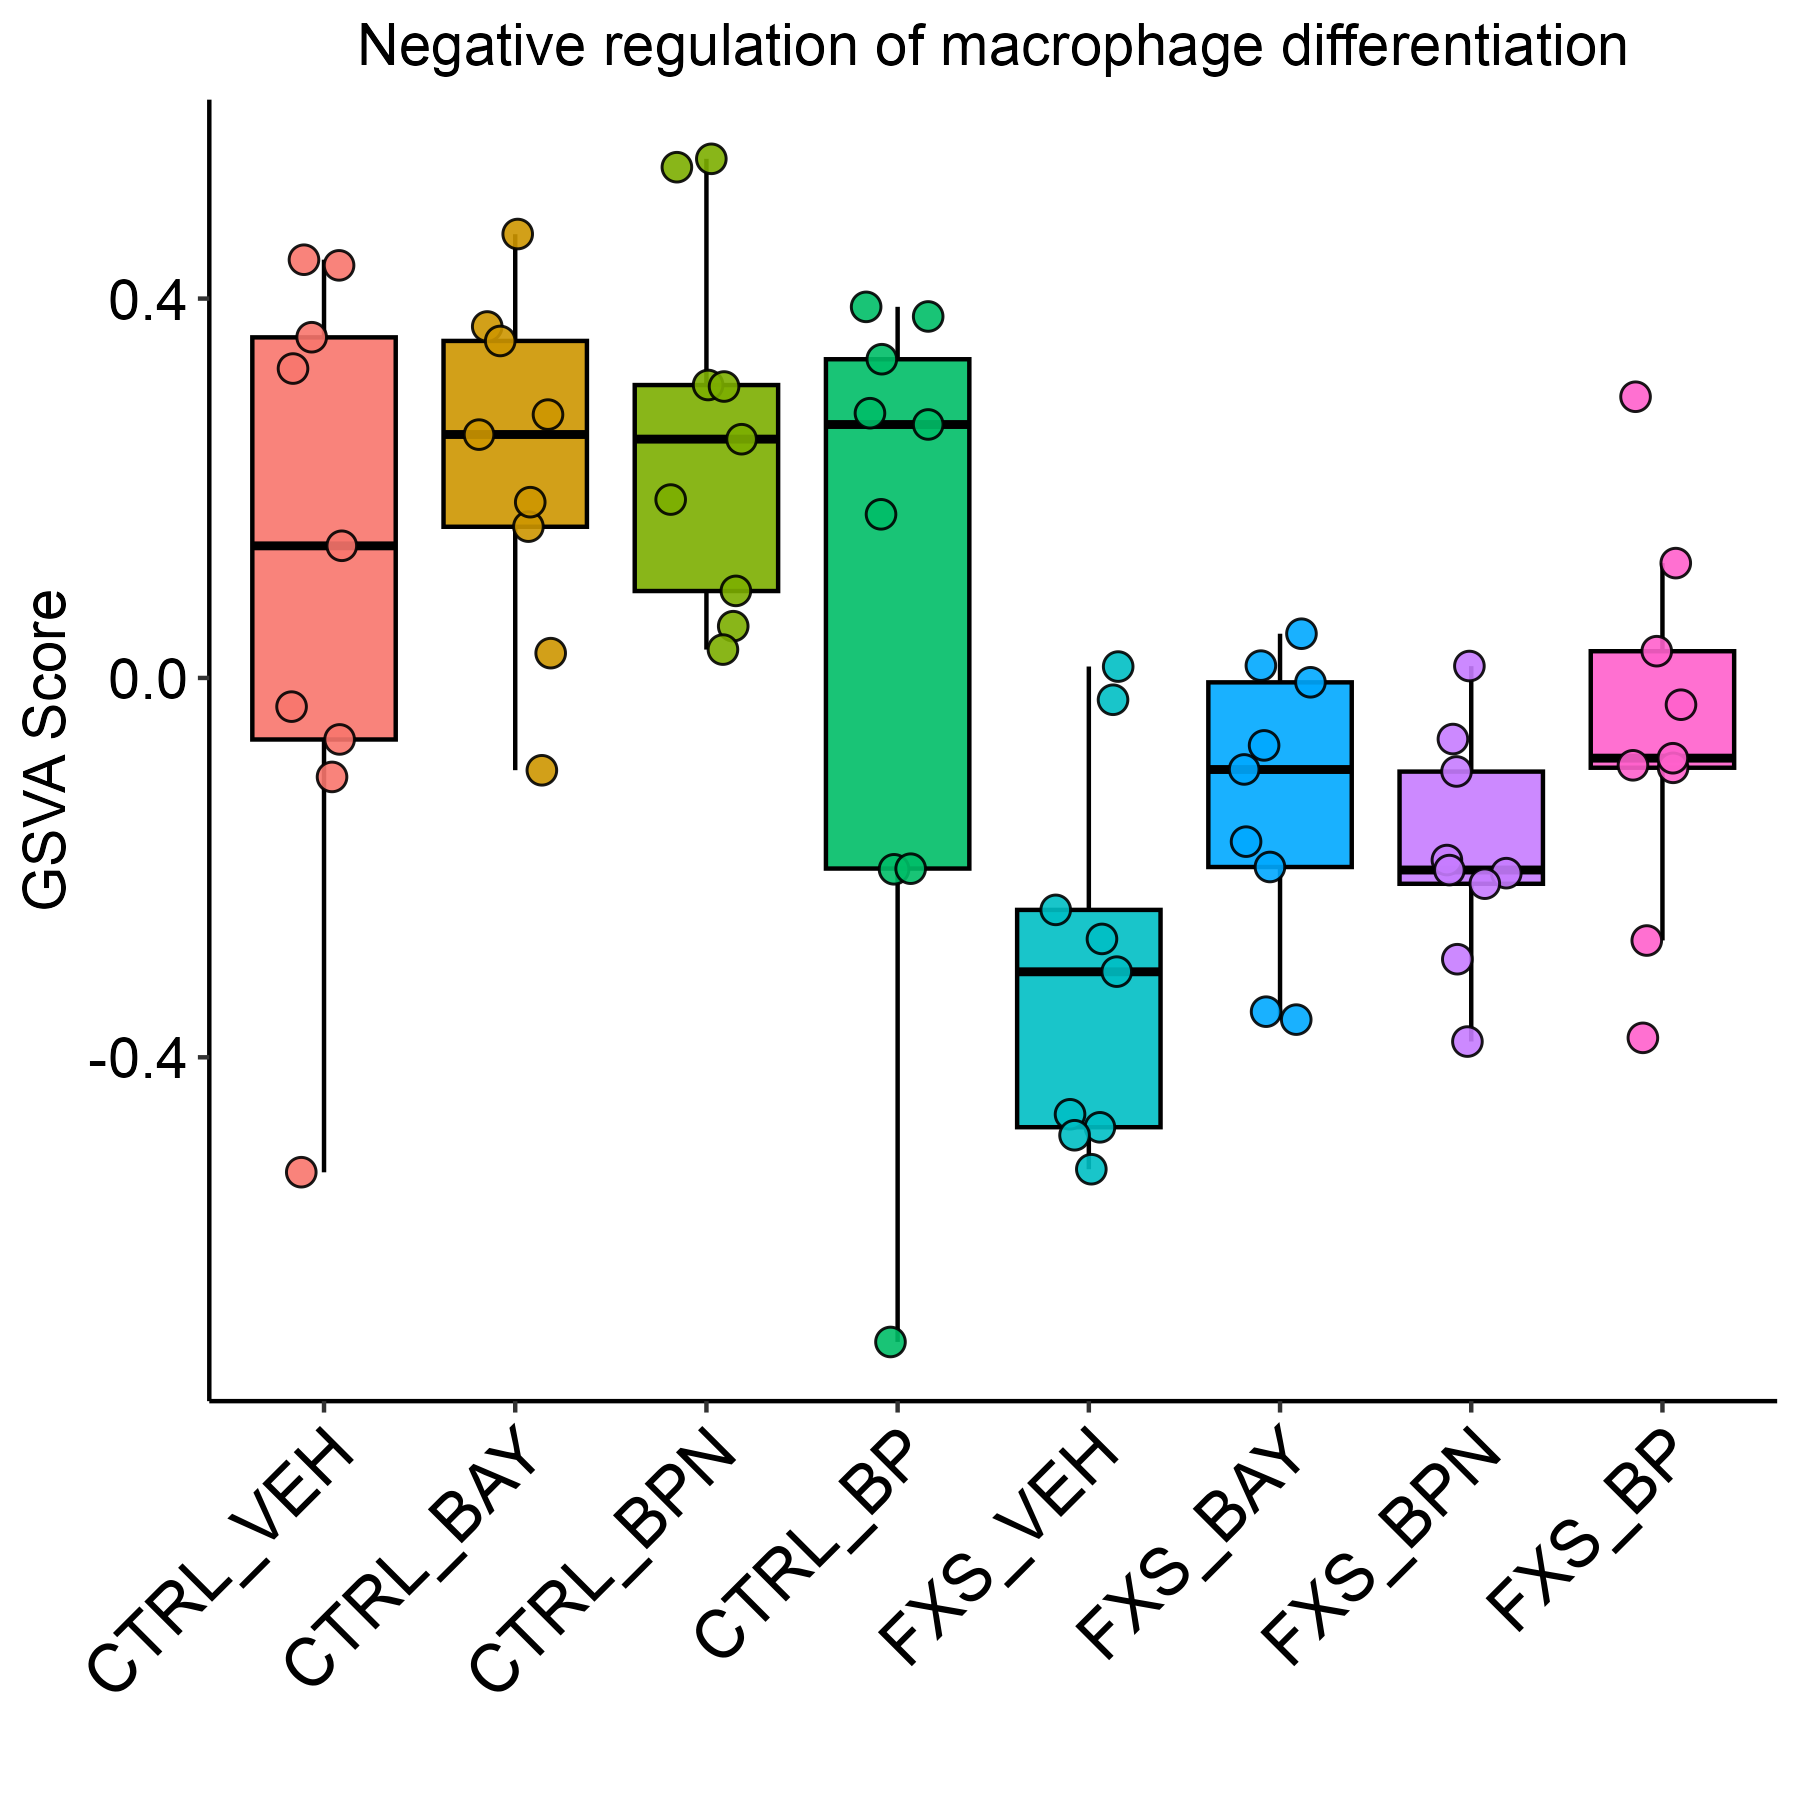 Negative regulation of macrophage differentiation
GSVA Score
0.4
0.0
-0.4
CTRL_VEH
CTRL_BAY
CTRL_BPN
CTRL_BP
FXS_VEH
FXS_BAY
FXS_BPN
FXS_BP